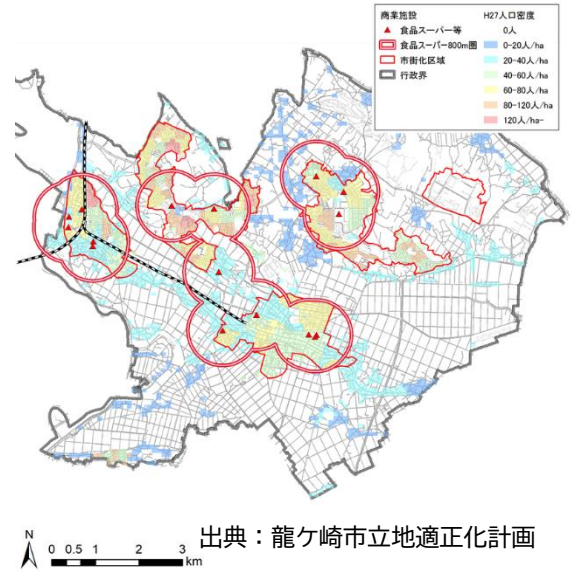 商業施設
食品スーパー等
食品スーパー800m圏
市街化区域
行政界
H27人口密度
0人
0-20人/ha
20-40人/ha
40-60人/ha
60-80人/ha
80-120人/ha
120人/ha-
N
0 0.5 1 2 3
km
出典：龍ケ崎市立地適正化計画